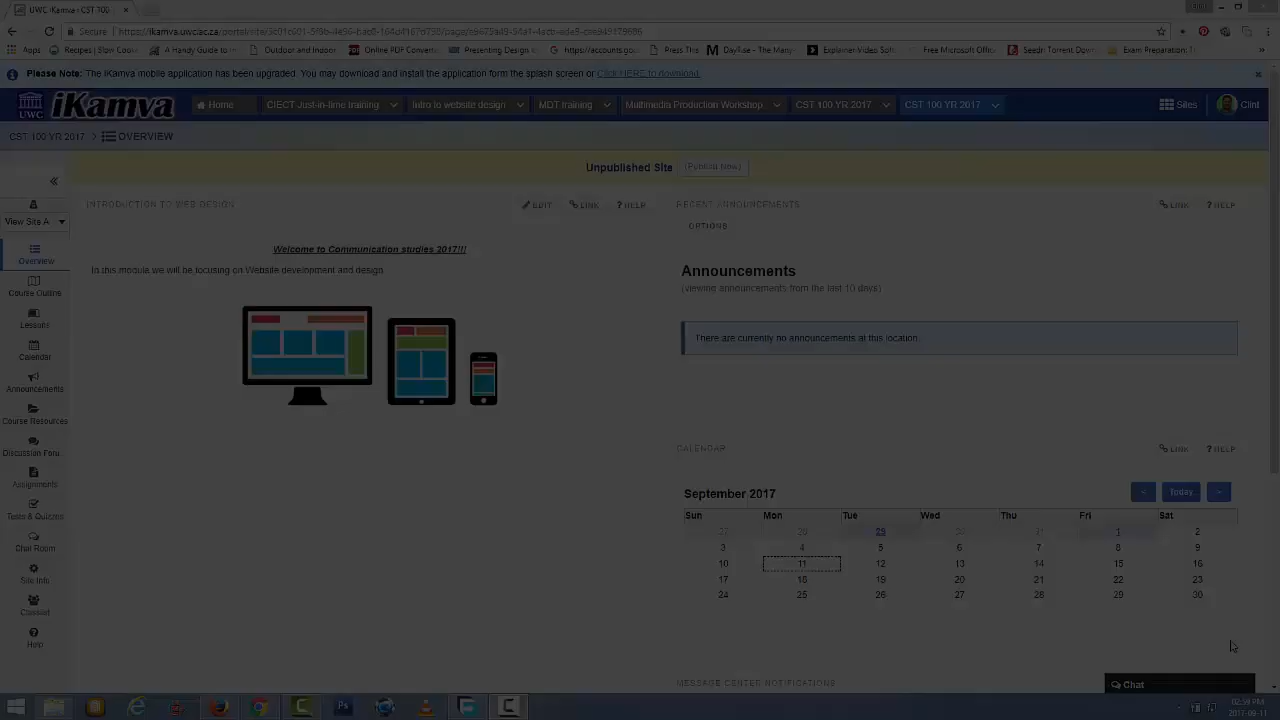 UWC iKamva : CST 100
Secure
Apps
Recipes | Slow Cooke
A Handy Guide to
Outdoor and Indoor
Online PDF Converte
Presenting Design
https://accounts.goo
Press This
DayRise - The Many
Explainer Video Soft
Free Microsoft Offic
Seedr| Torrent Down
Exam Preparation: T
Please Note: The iKamva mobile application has been upgraded. You may download and install the application form the splash screen or Click HERE to download.
UWC iKamva
Home
CIECT Just-in-time training
Intro to website design
MDT training
Multimedia Production Workshop
CST 100 YR 2017
CST 100 YR 2017
Sites
Clint
CST 100 YR 2017 > OVERVIEW
Unpublished Site
(Publish Now)
«
View Site A
Overview
Course Outline
Lessons
Calendar
Announcements
Course Resources
Discussion Foru...
Assignments
Tests & Quizzes
Chat Room
Site Info
Classlist
Help
INTRODUCTION TO WEB DESIGN
EDIT
LINK
? HELP
Welcome to Communication studies 2017!!!
In this module we will be focusing on Website development and design
RECENT ANNOUNCEMENTS
LINK
? HELP
OPTIONS
Announcements
(viewing announcements from the last 10 days)
There are currently no announcements at this location.
CALENDAR
LINK
? HELP
September 2017
< Today >
Sun Mon Tue Wed Thu Fri Sat
27 28 29 30 31 1 2
3 4 5 6 7 8 9
10 11 12 13 14 15 16
17 18 19 20 21 22 23
24 25 26 27 28 29 30
MESSAGE CENTER NOTIFICATIONS
Chat
02:59 PM
2017-09-11